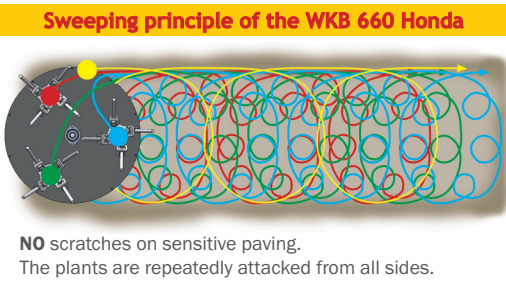 Sweeping principle of the WKB 660 Honda
NO scratches on sensitive paving.
The plants are repeatedly attacked from all sides.